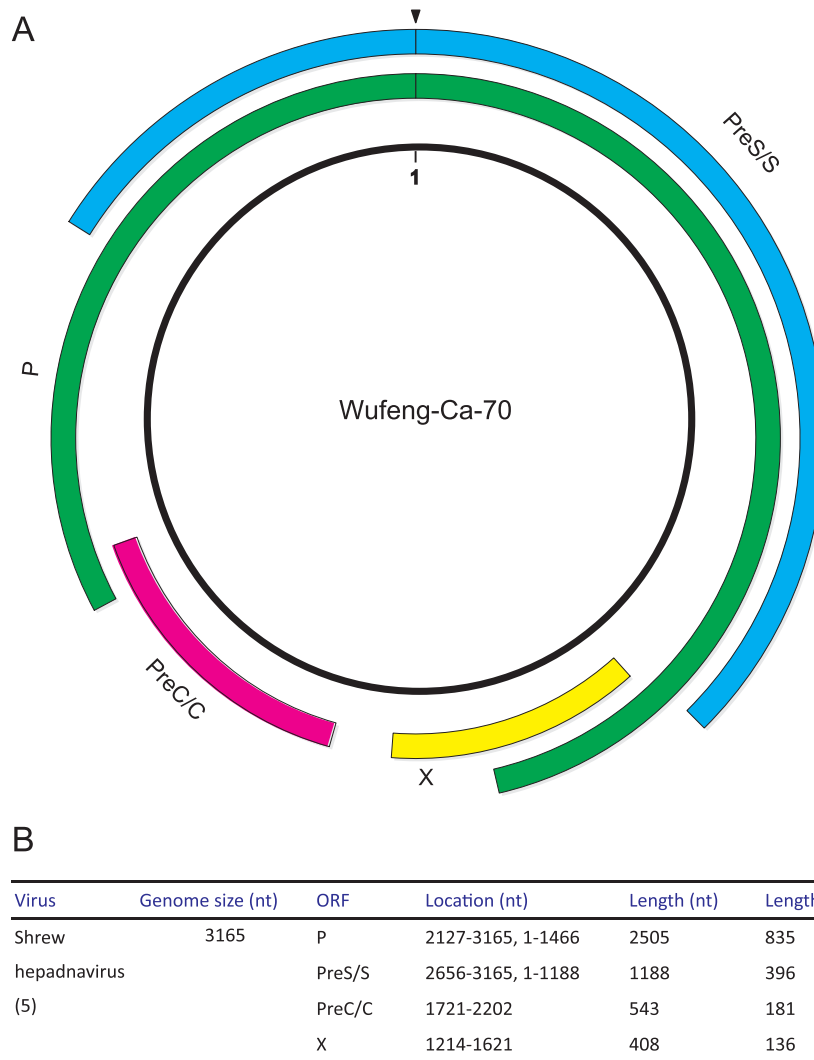 A
PreS/S
1
P
Wufeng-Ca-70
PreC/C
X
B
Virus Genome size (nt) ORF Location (nt) Length (nt) Length
Shrew 3165 P 2127-3165, 1-1466 2505 835
hepadnavirus PreS/S 2656-3165, 1-1188 1188 396
(5) PreC/C 1721-2202 543 181
X 1214-1621 408 136